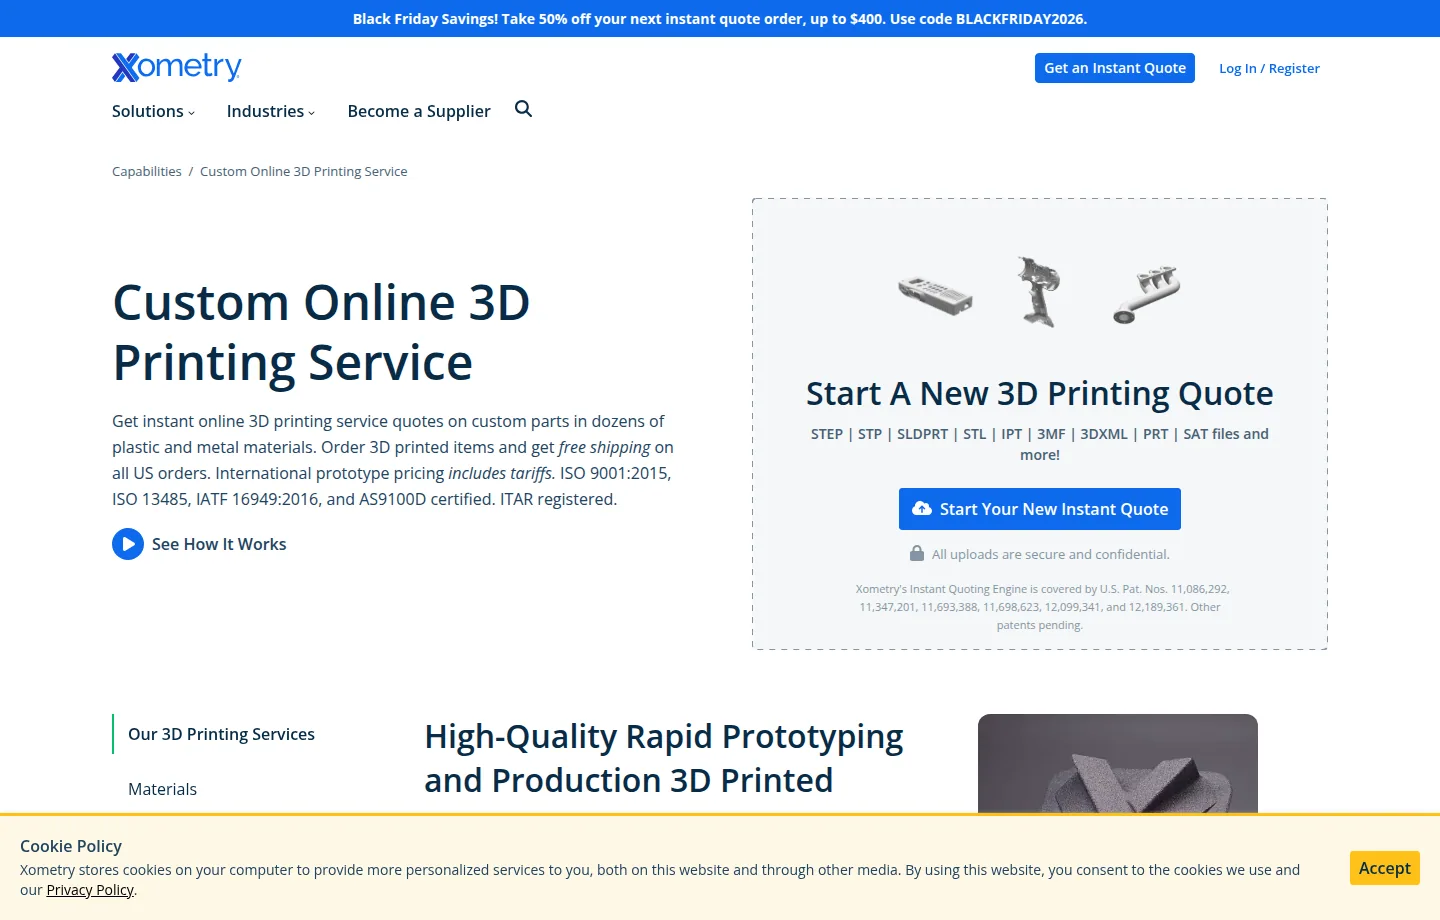 Black Friday Savings! Take 50% off your next instant quote order, up to $400. Use code BLACKFRIDAY2026.
Xometry
Get an Instant Quote
Log In / Register
Solutions
Industries
Become a Supplier
Capabilities / Custom Online 3D Printing Service
Custom Online 3D
Printing Service
Get instant online 3D printing service quotes on custom parts in dozens of
plastic and metal materials. Order 3D printed items and get free shipping on
all US orders. International prototype pricing includes tariffs. ISO 9001:2015,
ISO 13485, IATF 16949:2016, and AS9100D certified. ITAR registered.
See How It Works
Start A New 3D Printing Quote
STEP | STP | SLDPRT | STL | IPT | 3MF | 3DXML | PRT | SAT files and
more!
Start Your New Instant Quote
All uploads are secure and confidential.
Xometry's Instant Quoting Engine is covered by U.S. Pat. Nos. 11,086,292,
11,347,201, 11,693,388, 11,698,623, 12,099,341, and 12,189,361. Other
patents pending.
Our 3D Printing Services
Materials
High-Quality Rapid Prototyping
and Production 3D Printed
Cookie Policy
Xometry stores cookies on your computer to provide more personalized services to you, both on this website and through other media. By using this website, you consent to the cookies we use and
our Privacy Policy.
Accept